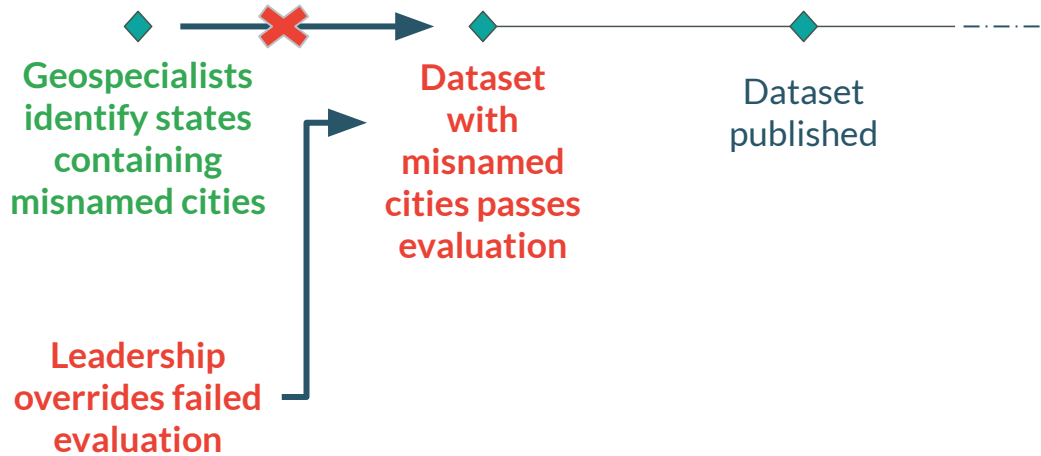 Geospecialists
identify states
containing
misnamed cities
Dataset
with
misnamed
cities passes
evaluation
Dataset
published
Leadership
overrides failed
evaluation